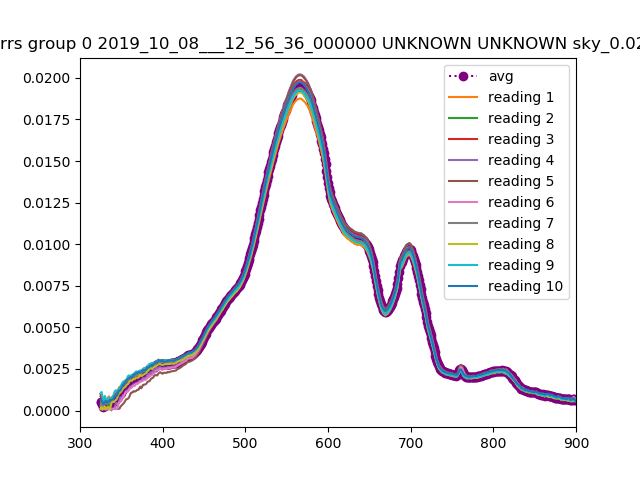 rrs group 0 2019_10_08___12_56_36_000000 UNKNOWN UNKNOWN sky_0.02
0.0200
0.0175
0.0150
0.0125
0.0100
0.0075
0.0050
0.0025
0.0000
300 400 500 600 700 800 900
avg
reading 1
reading 2
reading 3
reading 4
reading 5
reading 6
reading 7
reading 8
reading 9
reading 10